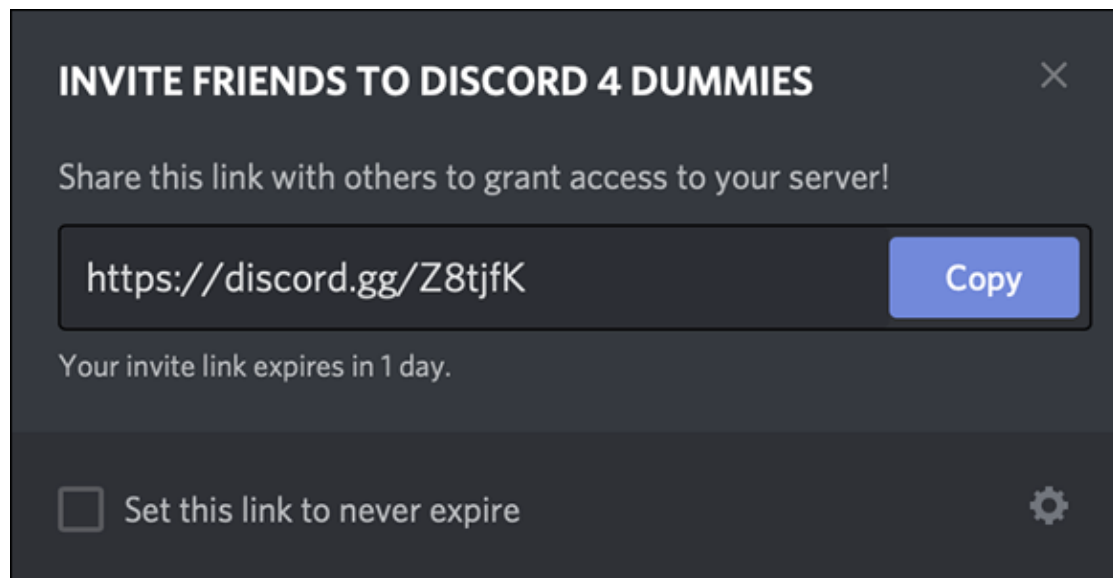 INVITE FRIENDS TO DISCORD 4 DUMMIES
Share this link with others to grant access to your server!
https://discord.gg/Z8tjfK
Copy
Your invite link expires in 1 day.
Set this link to never expire